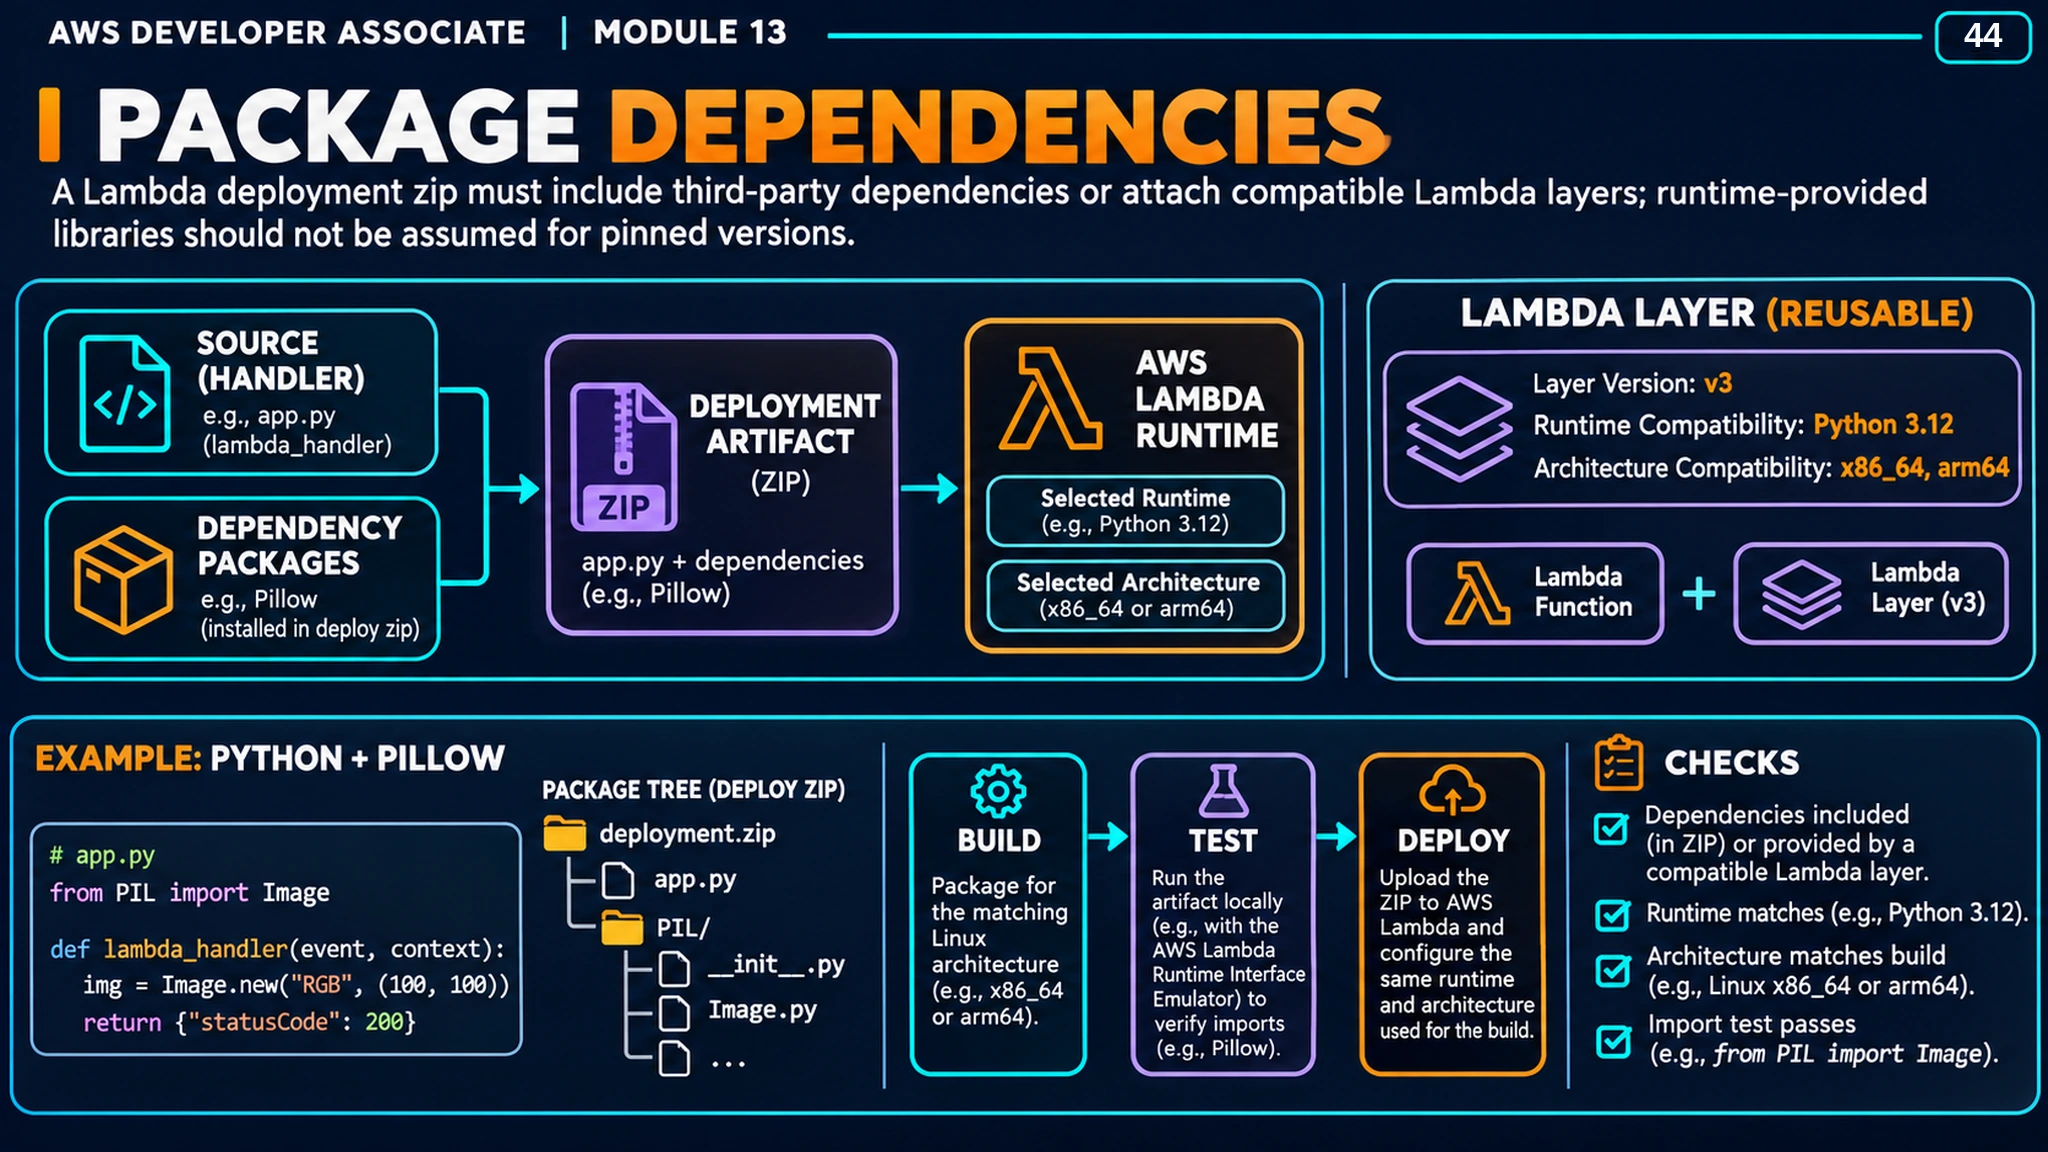 AWS DEVELOPER ASSOCIATE | MODULE 13
44
PACKAGE DEPENDENCIES
A Lambda deployment zip must include third-party dependencies or attach compatible Lambda layers; runtime-provided
libraries should not be assumed for pinned versions.
SOURCE
(HANDLER)
e.g., app.py
(lambda_handler)
DEPENDENCY
PACKAGES
e.g., Pillow
(installed in deploy zip)
ZIP
DEPLOYMENT
ARTIFACT
(ZIP)
app.py + dependencies
(e.g., Pillow)
AWS
LAMBDA
RUNTIME
Selected Runtime
(e.g., Python 3.12)
Selected Architecture
(x86_64 or arm64)
LAMBDA LAYER (REUSABLE)
Layer Version: v3
Runtime Compatibility: Python 3.12
Architecture Compatibility: x86_64, arm64
Lambda
Function
+
Lambda
Layer (v3)
EXAMPLE: PYTHON + PILLOW
# app.py
from PIL import Image
def lambda_handler(event, context):
img = Image.new("RGB", (100, 100))
return {"statusCode": 200}
PACKAGE TREE (DEPLOY ZIP)
deployment.zip
app.py
PIL/
__init__.py
Image.py
...
BUILD
Package for
the matching
Linux
architecture
(e.g., x86_64
or arm64).
TEST
Run the
artifact locally
(e.g., with the
AWS Lambda
Runtime Interface
Emulator) to
verify imports
(e.g., Pillow).
DEPLOY
Upload the
ZIP to AWS
Lambda and
configure the
same runtime
and architecture
used for the build.
CHECKS
Dependencies included
(in ZIP) or provided by a
compatible Lambda layer.
Runtime matches (e.g., Python 3.12).
Architecture matches build
(e.g., Linux x86_64 or arm64).
Import test passes
(e.g., from PIL import Image).